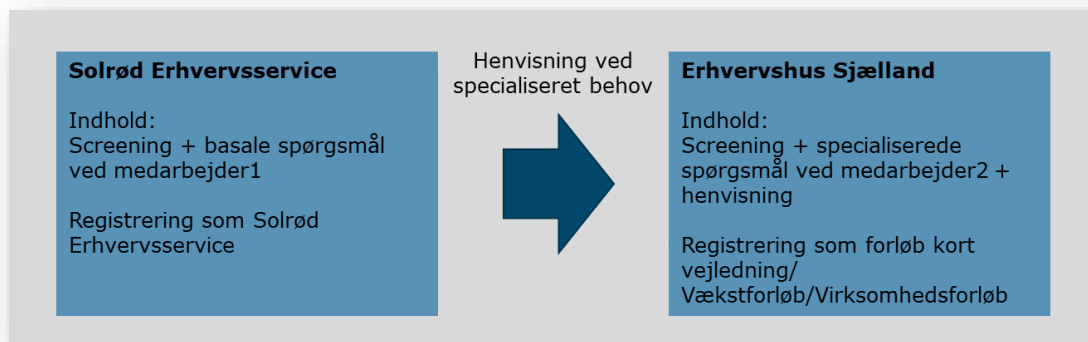 Solrød Erhvervsservice
Indhold:
Screening + basale spørgsmål
ved medarbejder1
Registrering som Solrød
Erhvervsservice
Henvisning ved
specialiseret behov
Erhvervshus Sjælland
Indhold:
Screening + specialiserede
spørgsmål ved medarbejder2 +
henvisning
Registrering som forløb kort
vejledning/
Vækstforløb/Virksomhedsforløb